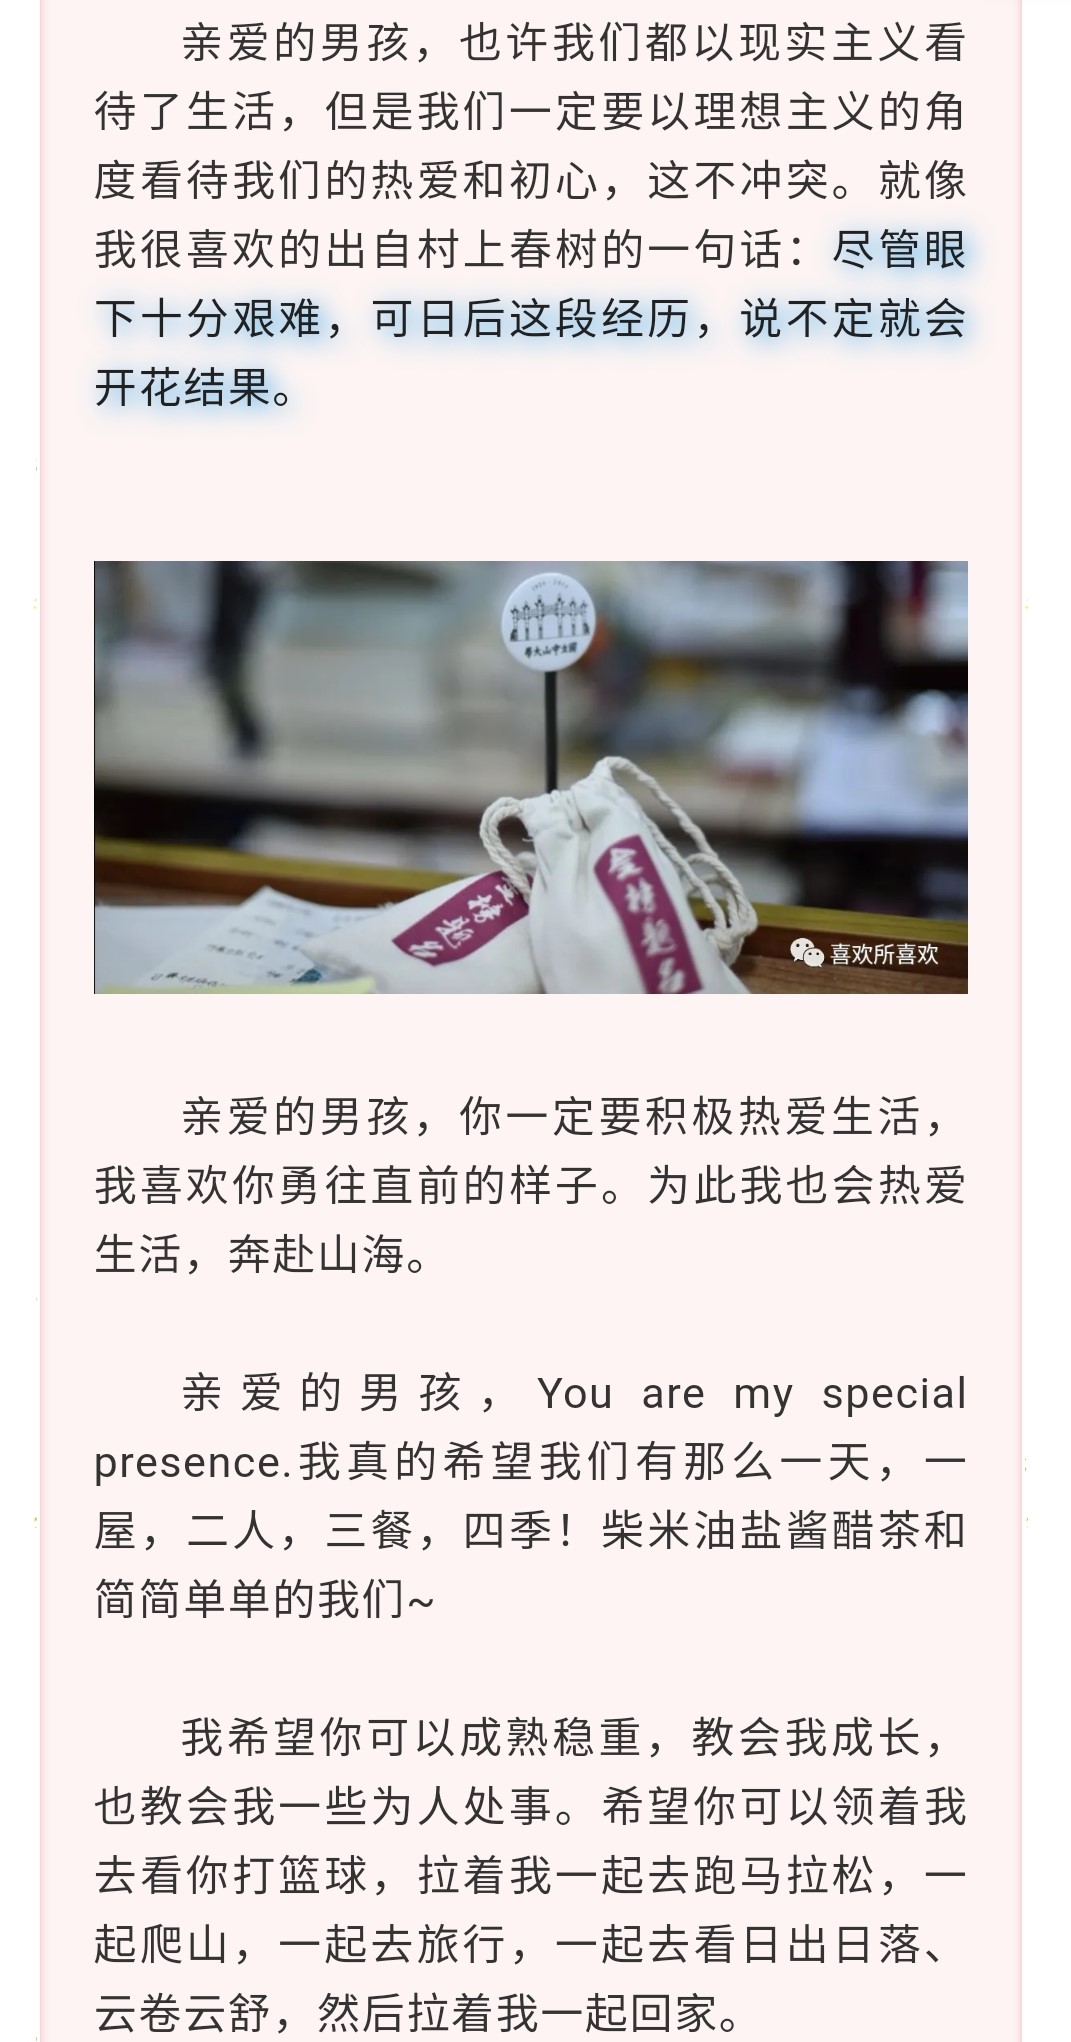 亲爱的男孩，也许我们都以现实主义看
待了生活，但是我们一定要以理想主义的角
度看待我们的热爱和初心，这不冲突。就像
我很喜欢的出自村上春树的一句话：尽管眼
下十分艰难，可日后这段经历，说不定就会
开花结果。
金榜题名
金榜题名
喜欢所喜欢
亲爱的男孩，你一定要积极热爱生活，
我喜欢你勇往直前的样子。为此我也会热爱
生活，奔赴山海。
亲爱的男孩，You are my special
presence.我真的希望我们有那么一天，一
屋，二人，三餐，四季！柴米油盐酱醋茶和
简简单单的我们~
我希望你可以成熟稳重，教会我成长，
也教会我一些为人处事。希望你可以领着我
去看你打篮球，拉着我一起去跑马拉松，一
起爬山，一起去旅行，一起去看日出日落、
云卷云舒，然后拉着我一起回家。